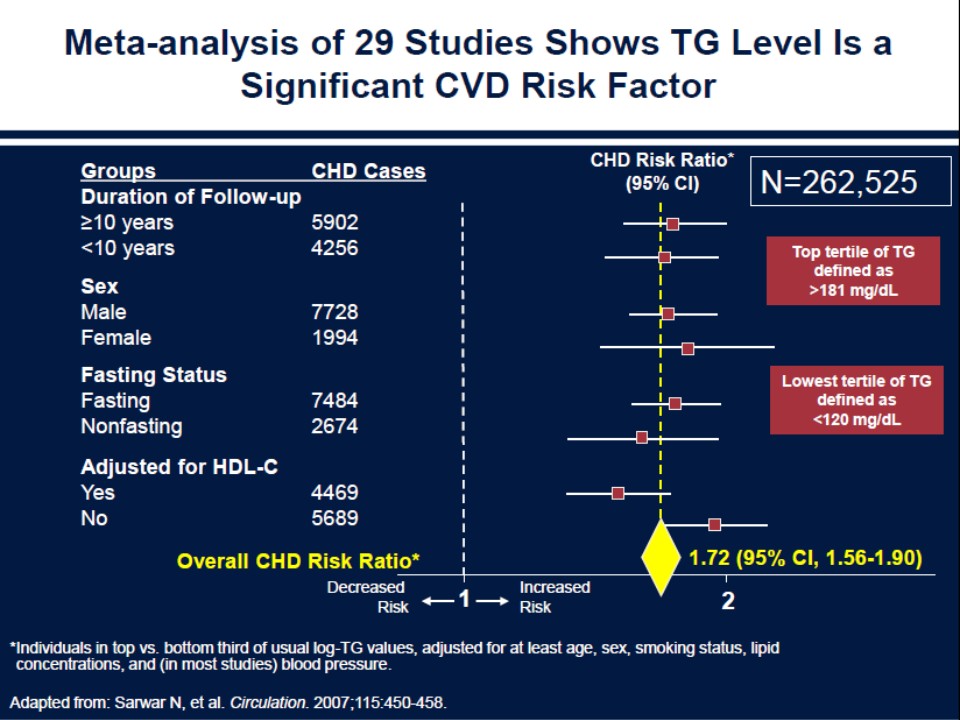 Meta-analysis of 29 Studies Shows TG Level Is a
Significant CVD Risk Factor
Groups CHD Cases
CHD Risk Ratio*
(95% CI)
N=262,525
Duration of Follow-up
≥10 years 5902
<10 years 4256
Top tertile of TG
defined as
>181 mg/dL
Sex
Male 7728
Female 1994
Fasting Status
Fasting 7484
Nonfasting 2674
Lowest tertile of TG
defined as
<120 mg/dL
Adjusted for HDL-C
Yes 4469
No 5689
Overall CHD Risk Ratio*
1.72 (95% CI, 1.56-1.90)
Decreased
Risk
1
Increased
Risk
2
*Individuals in top vs. bottom third of usual log-TG values, adjusted for at least age, sex, smoking status, lipid
concentrations, and (in most studies) blood pressure.
Adapted from: Sarwar N, et al. Circulation. 2007;115:450-458.